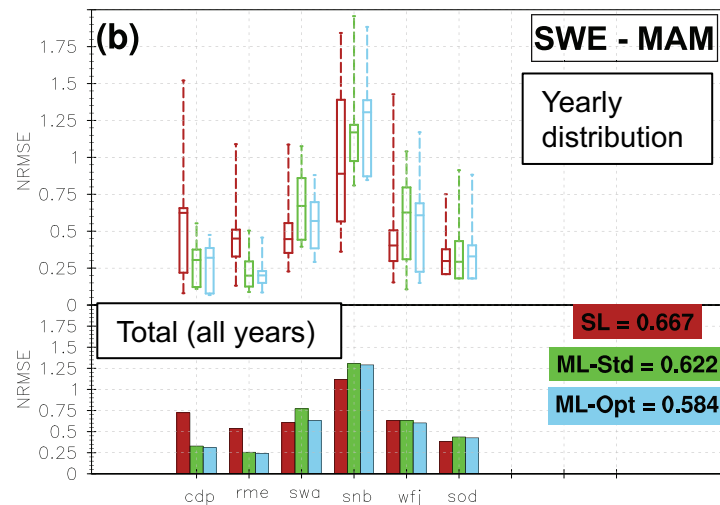 (b)
SWE - MAM
Yearly
distribution
NRMSE
1.75
1.5
1.25
1
0.75
0.5
0.25
0
Total (all years)
SL = 0.667
ML-Std = 0.622
ML-Opt = 0.584
NRMSE
1.75
1.5
1.25
1
0.75
0.5
0.25
0
cdp rme swa snb wfj sod